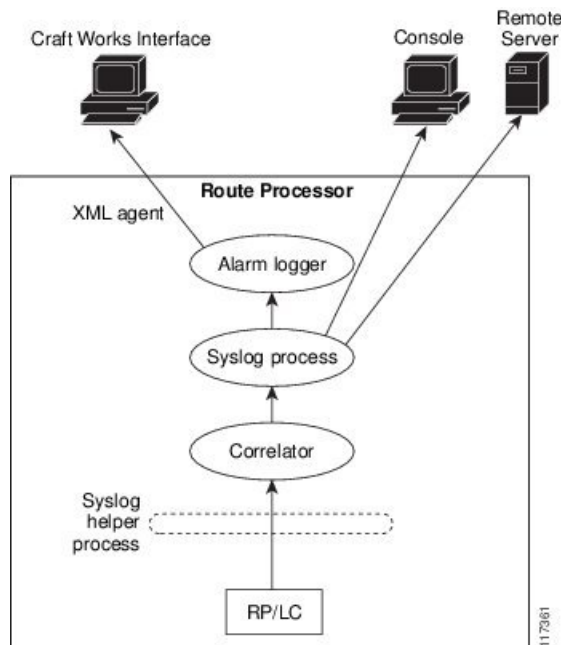 Craft Works Interface
Console
Remote
Server
Route Processor
XML agent
Alarm logger
Syslog process
Correlator
Syslog
helper
process
RP/LC
117361